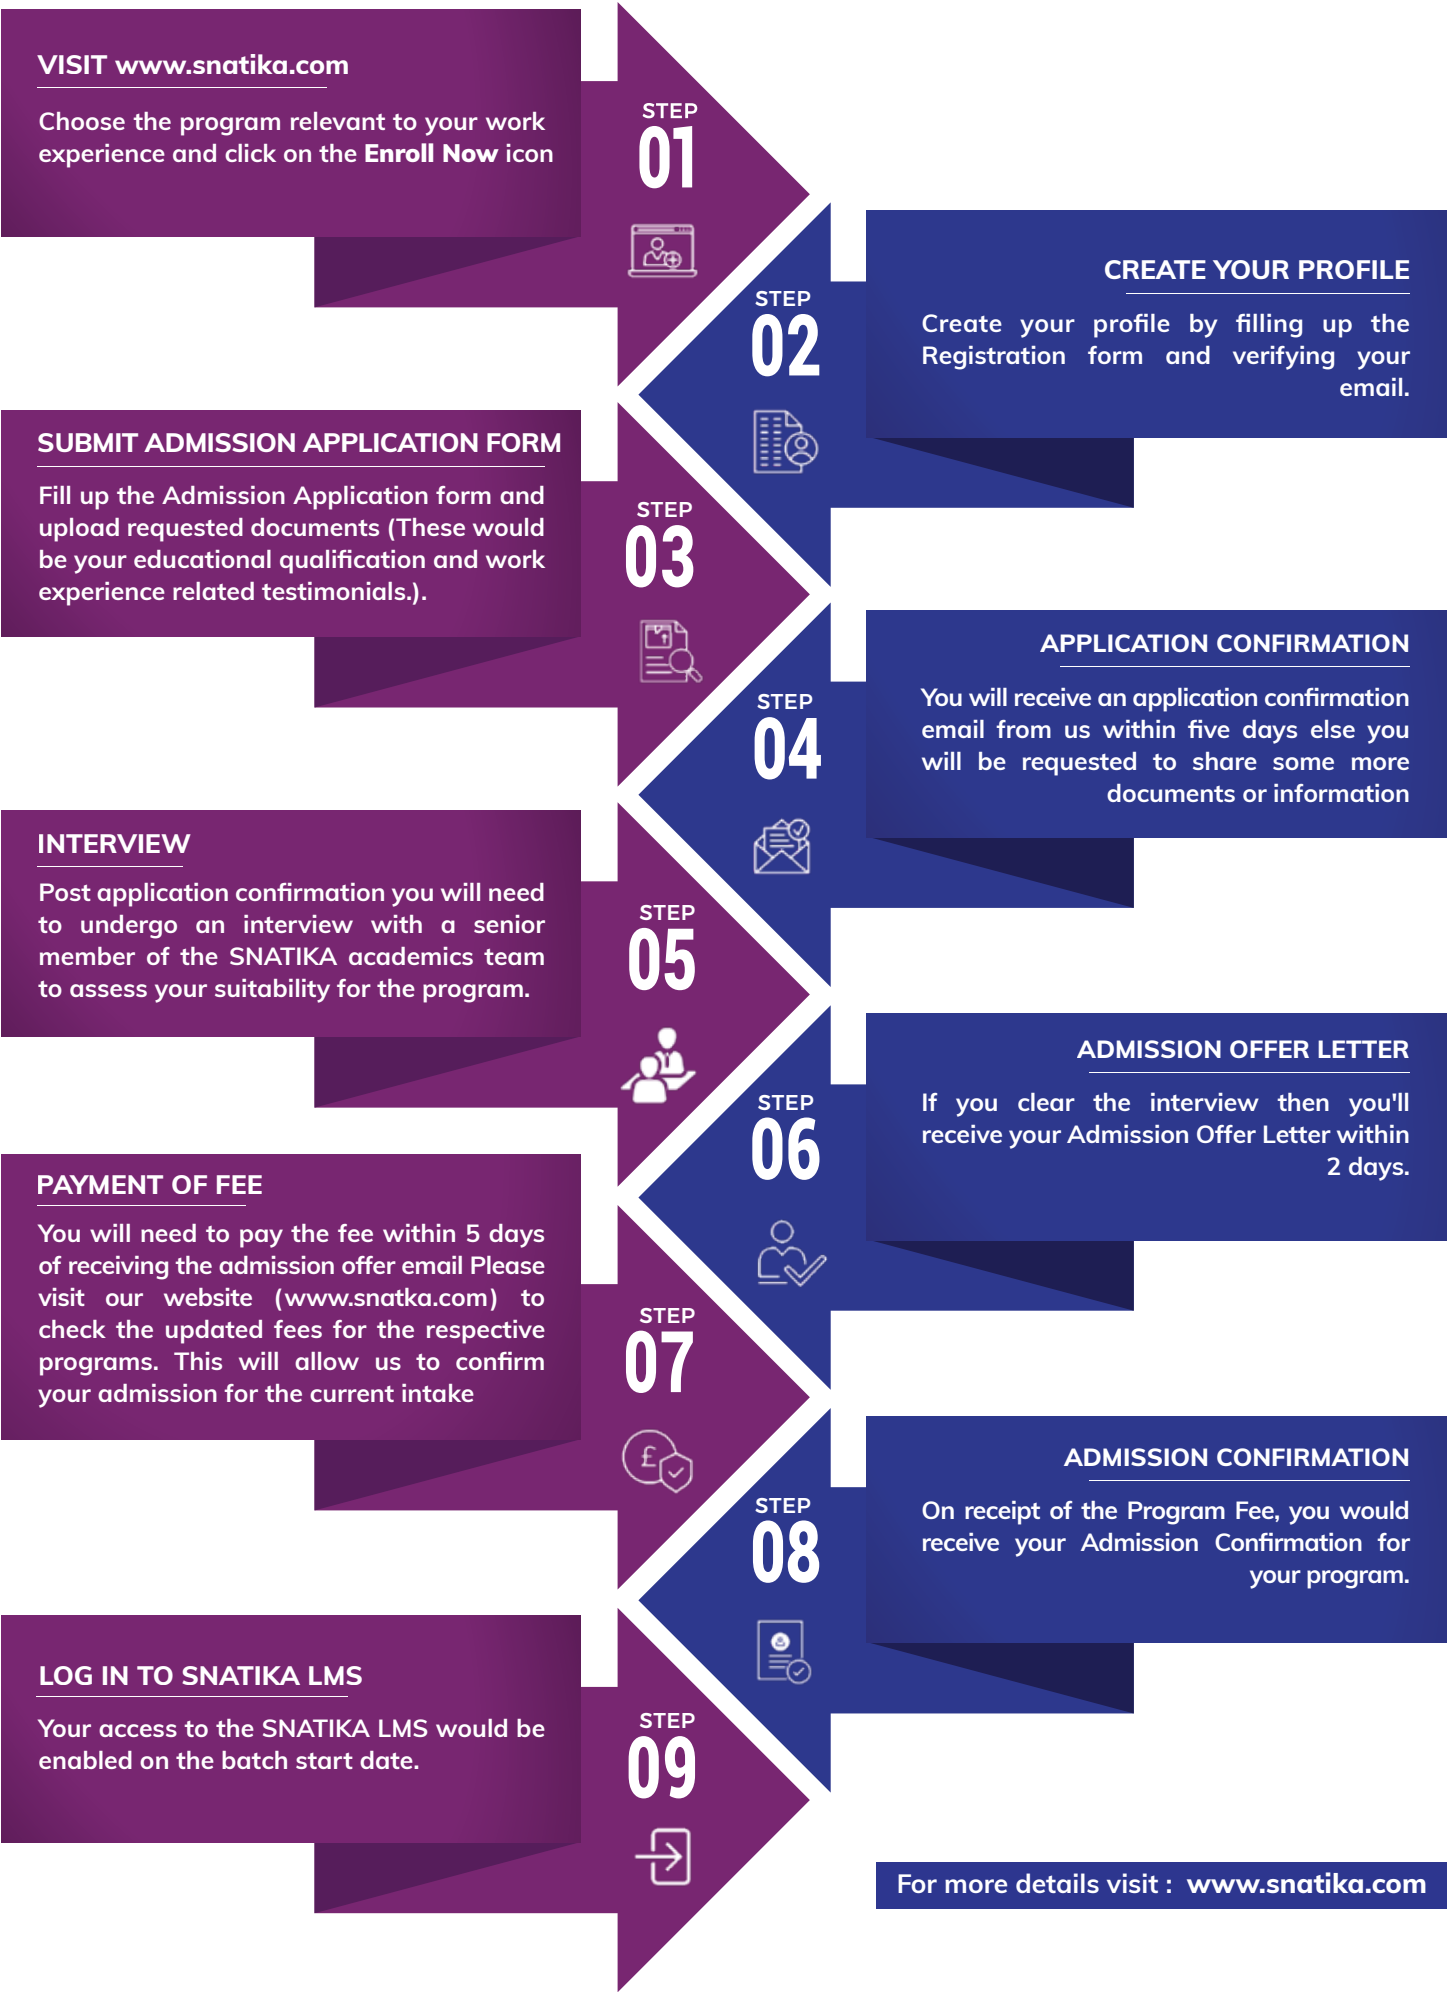 VISIT www.snatika.com
Choose the program relevant to your work
experience and click on the Enroll Now icon
STEP
01
CREATE YOUR PROFILE
Create your profile by filling up the
Registration form and verifying your
email.
STEP
02
SUBMIT ADMISSION APPLICATION FORM
Fill up the Admission Application form and
upload requested documents (These would
be your educational qualification and work
experience related testimonials.).
STEP
03
APPLICATION CONFIRMATION
You will receive an application confirmation
email from us within five days else you
will be requested to share some more
documents or information
STEP
04
INTERVIEW
Post application confirmation you will need
to undergo an interview with a senior
member of the SNATIKA academics team
to assess your suitability for the program.
STEP
05
ADMISSION OFFER LETTER
If you clear the interview then you'll
receive your Admission Offer Letter within
2 days.
STEP
06
PAYMENT OF FEE
You will need to pay the fee within 5 days
of receiving the admission offer email Please
visit our website (www.snatka.com) to
check the updated fees for the respective
programs. This will allow us to confirm
your admission for the current intake
STEP
07
£
ADMISSION CONFIRMATION
On receipt of the Program Fee, you would
receive your Admission Confirmation for
your program.
STEP
08
LOG IN TO SNATIKA LMS
Your access to the SNATIKA LMS would be
enabled on the batch start date.
STEP
09
For more details visit : www.snatika.com